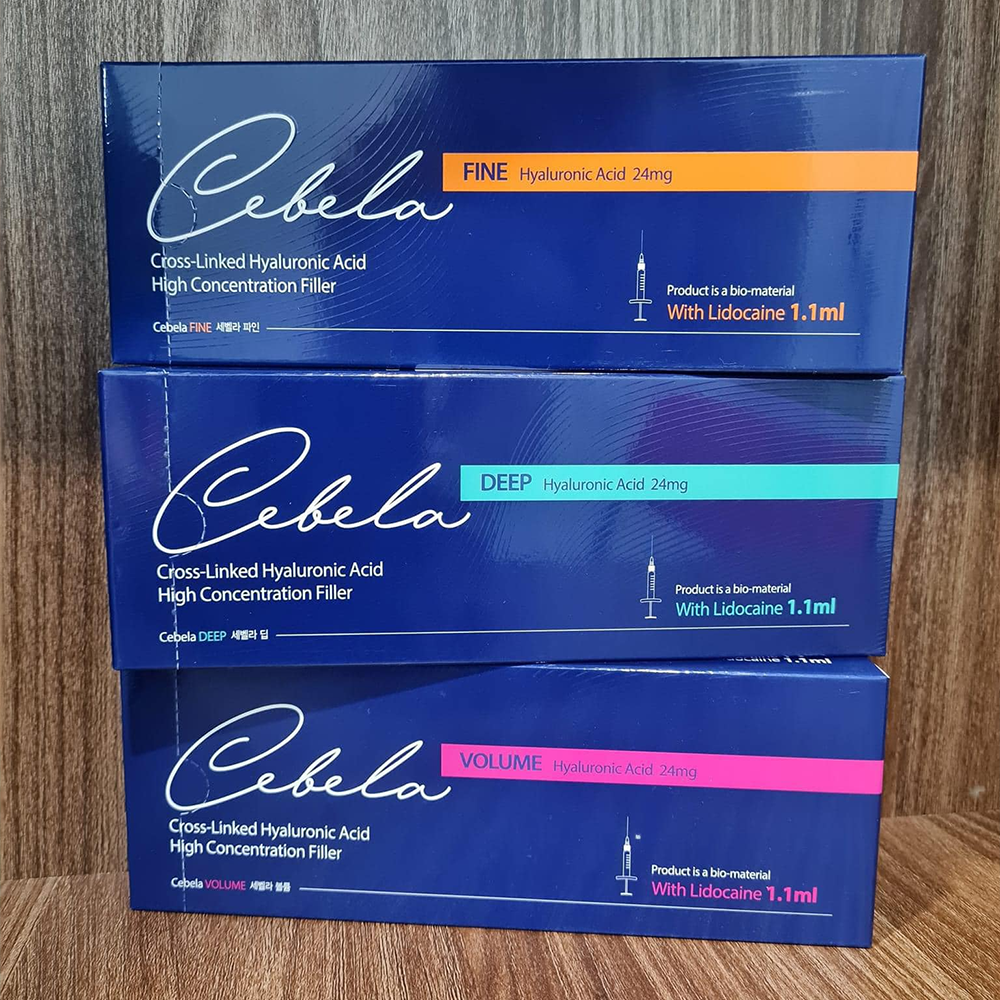 Cebela
FINE Hyaluronic Acid 24mg
Cross-Linked Hyaluronic Acid
High Concentration Filler
Product is a bio-material
With Lidocaine 1.1ml
Cebela FINE 세벨라 파인
Cebela
DEEP Hyaluronic Acid 24mg
Cross-Linked Hyaluronic Acid
High Concentration Filler
Product is a bio-material
With Lidocaine 1.1ml
Cebela DEEP 세벨라 딥
1.1ml
Cebela
VOLUME Hyaluronic Acid 24mg
Cross-Linked Hyaluronic Acid
High Concentration Filler
Product is a bio-material
With Lidocaine 1.1ml
Cebela VOLUME 세벨라 볼륨